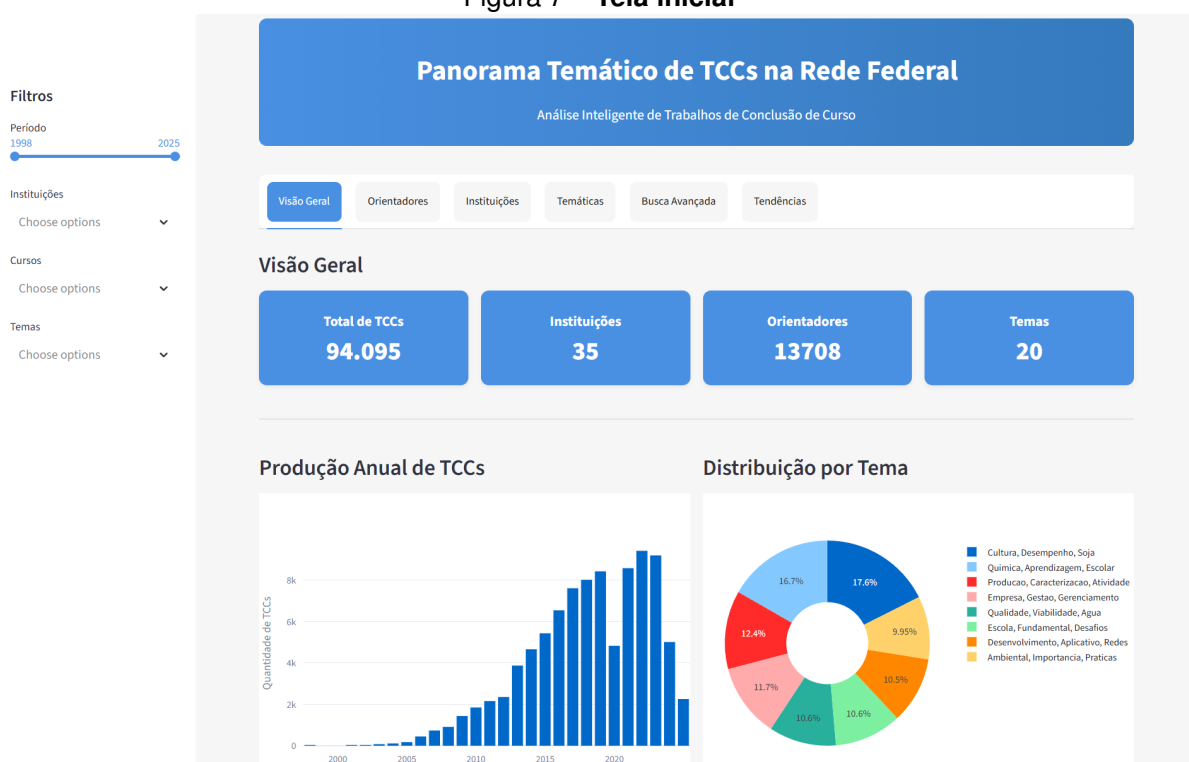 Figura 7 – Tela Inicial
Panorama Temático de TCCs na Rede Federal
Análise Inteligente de Trabalhos de Conclusão de Curso
Filtros
Período
1998 2025
Instituições
Choose options
Cursos
Choose options
Temas
Choose options
Visão Geral Orientadores Instituições Temáticas Busca Avançada Tendências
Visão Geral
Total de TCCs
94.095
Instituições
35
Orientadores
13708
Temas
20
Produção Anual de TCCs
Quantidade de TCCs
8k
6k
4k
2k
0
2000 2005 2010 2015 2020
Distribuição por Tema
16.7%
17.6%
12.4%
9.95%
11.7%
10.5%
10.6%
10.6%
Cultura, Desempenho, Soja
Quimica, Aprendizagem, Escolar
Producao, Caracterizacao, Atividade
Empresa, Gestao, Gerenciamento
Qualidade, Viabilidade, Agua
Escola, Fundamental, Desafios
Desenvolvimento, Aplicativo, Redes
Ambiental, Importancia, Praticas